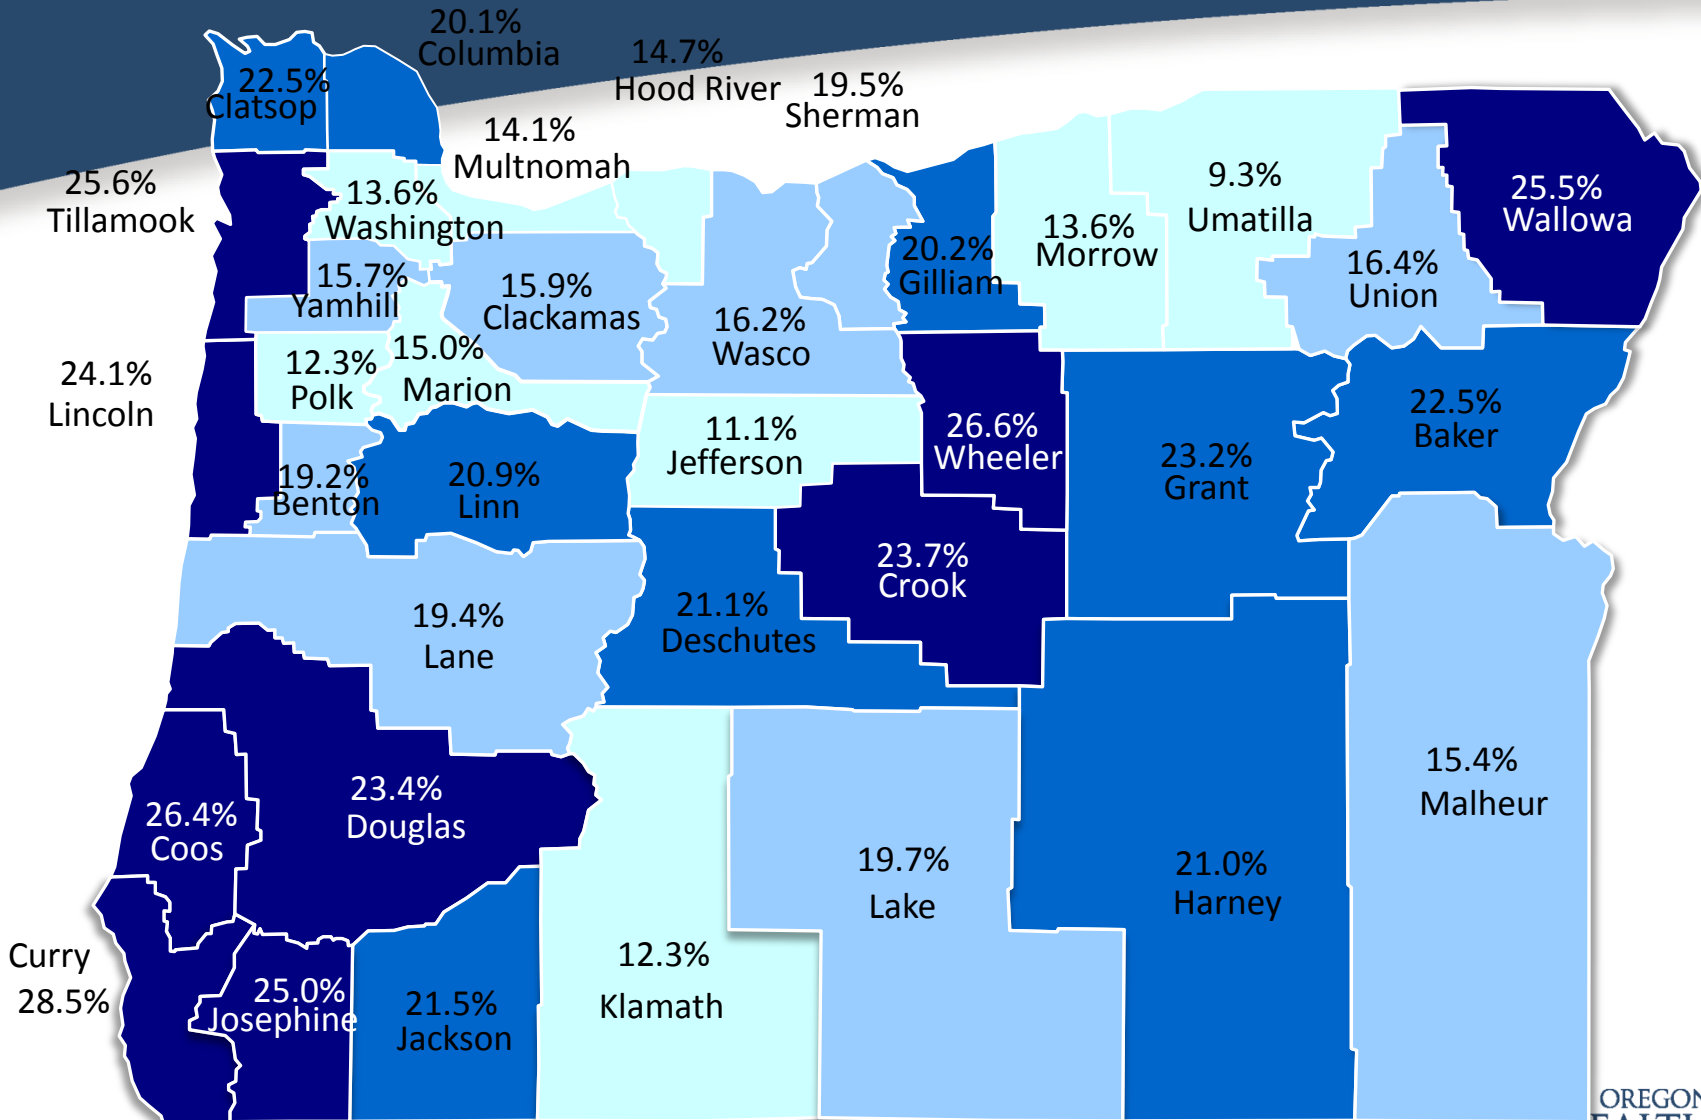 20.1%
Columbia
14.7%
Hood River
19.5%
Sherman
22.5%
Clatsop
14.1%
Multnomah
25.6%
Tillamook
13.6%
Washington
9.3%
Umatilla
25.5%
Wallowa
13.6%
Morrow
20.2%
Gilliam
16.4%
Union
15.7%
Yamhill
15.9%
Clackamas
16.2%
Wasco
24.1%
Lincoln
12.3%
Polk
15.0%
Marion
22.5%
Baker
11.1%
Jefferson
26.6%
Wheeler
23.2%
Grant
19.2%
Benton
20.9%
Linn
23.7%
Crook
19.4%
Lane
21.1%
Deschutes
15.4%
Malheur
23.4%
Douglas
26.4%
Coos
19.7%
Lake
21.0%
Harney
Curry
28.5%
25.0%
Josephine
21.5%
Jackson
12.3%
Klamath
OREGON